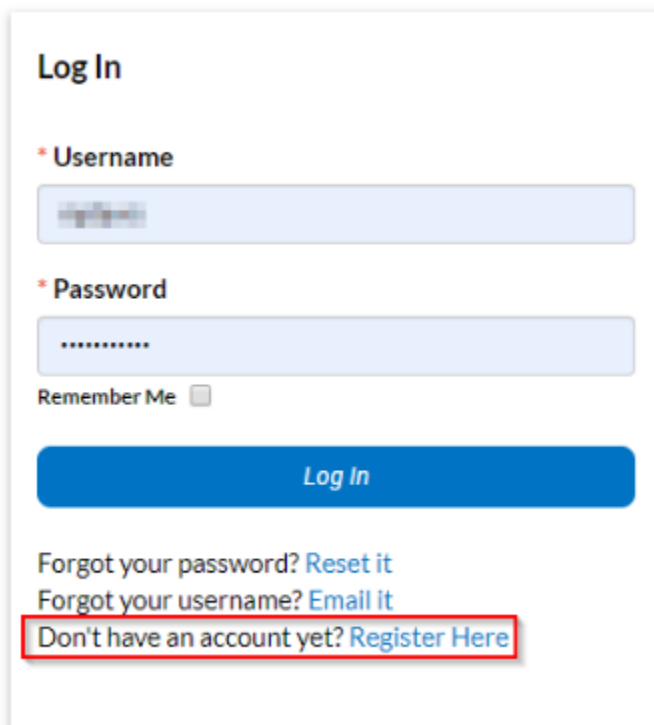 Log In
* Username
* Password
•••••••••••
Remember Me
Log In
Forgot your password? Reset it
Forgot your username? Email it
Don't have an account yet? Register Here